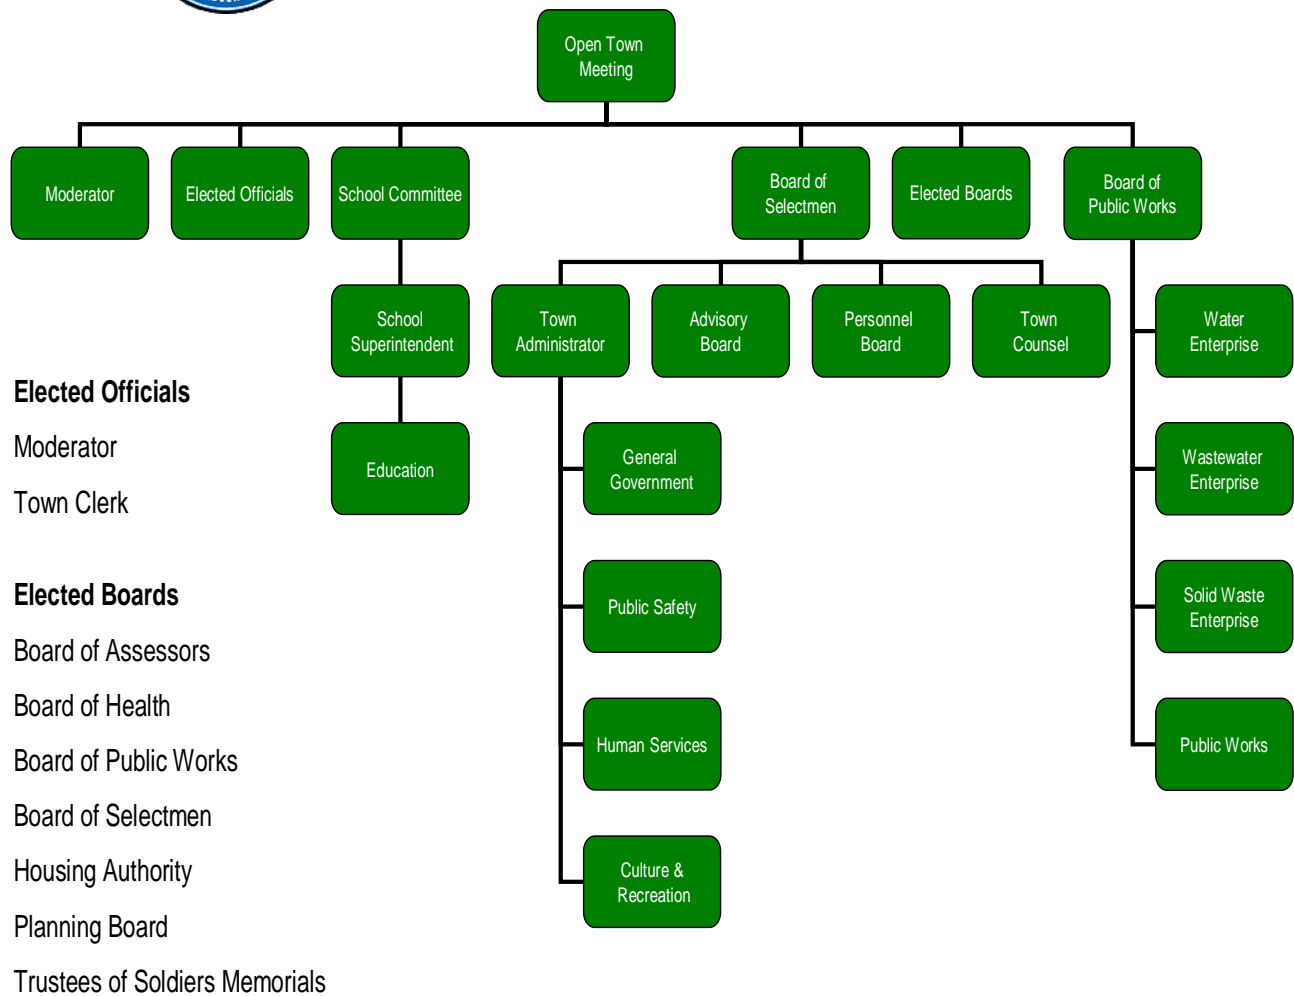 Open Town
Meeting
Moderator
Elected Officials
School Committee
Board of
Selectmen
Elected Boards
Board of
Public Works
School
Superintendent
Town
Administrator
Advisory
Board
Personnel
Board
Town
Counsel
Water
Enterprise
Education
General
Government
Wastewater
Enterprise
Public Safety
Solid Waste
Enterprise
Human Services
Public Works
Culture &
Recreation
Elected Officials
Moderator
Town Clerk
Elected Boards
Board of Assessors
Board of Health
Board of Public Works
Board of Selectmen
Housing Authority
Planning Board
Trustees of Soldiers Memorials